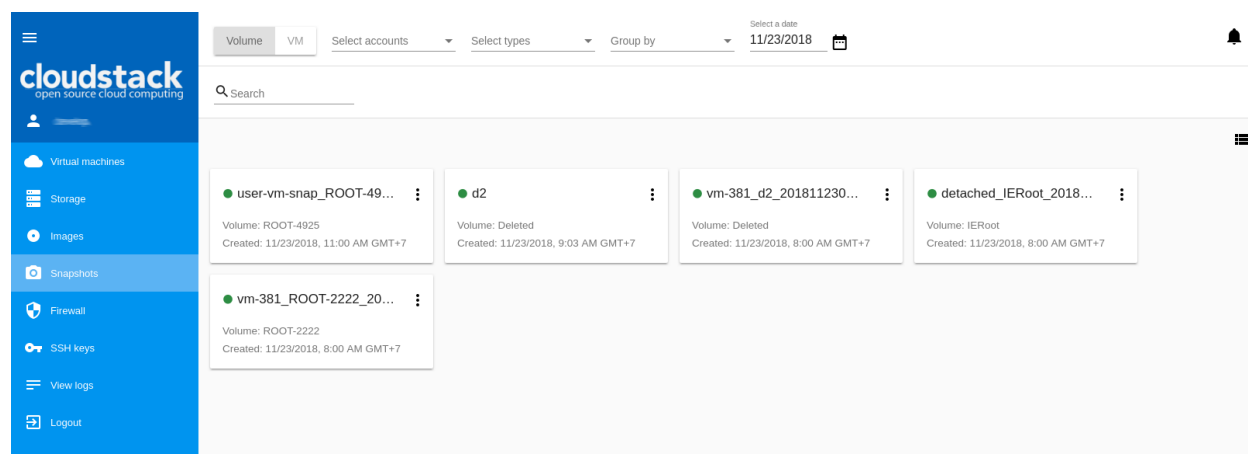 cloudstack
open source cloud computing
Virtual machines
Storage
Images
Snapshots
Firewall
SSH keys
View logs
Logout
Select a date
Volume VM Select accounts Select types Group by 11/23/2018
Search
user-vm-snap_ROOT-49...
Volume: ROOT-4925
Created: 11/23/2018, 11:00 AM GMT+7
d2
Volume: Deleted
Created: 11/23/2018, 9:03 AM GMT+7
vm-381_d2_201811230...
Volume: Deleted
Created: 11/23/2018, 8:00 AM GMT+7
detached_IERoot_2018...
Volume: IERoot
Created: 11/23/2018, 8:00 AM GMT+7
vm-381_ROOT-2222_20...
Volume: ROOT-2222
Created: 11/23/2018, 8:00 AM GMT+7